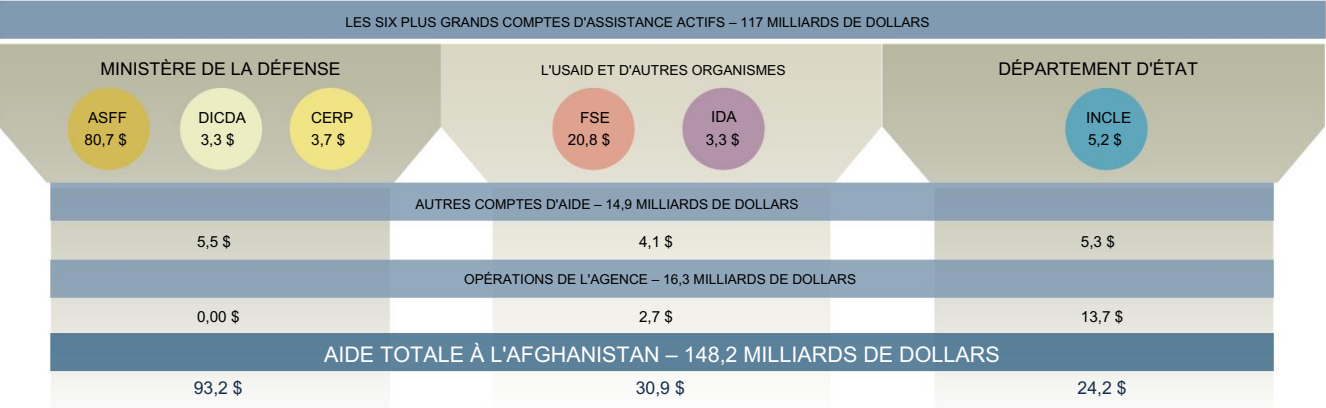 LES SIX PLUS GRANDS COMPTES D'ASSISTANCE ACTIFS – 117 MILLIARDS DE DOLLARS
MINISTÈRE DE LA DÉFENSE
ASFF
80,7 $
DICDA
3,3 $
CERP
3,7 $
L'USAID ET D'AUTRES ORGANISMES
FSE
20,8 $
IDA
3,3 $
DÉPARTEMENT D'ÉTAT
INCLE
5,2 $
AUTRES COMPTES D'AIDE – 14,9 MILLIARDS DE DOLLARS
5,5 $ 4,1 $ 5,3 $
OPÉRATIONS DE L'AGENCE – 16,3 MILLIARDS DE DOLLARS
0,00 $ 2,7 $ 13,7 $
AIDE TOTALE À L'AFGHANISTAN – 148,2 MILLIARDS DE DOLLARS
93,2 $ 30,9 $ 24,2 $